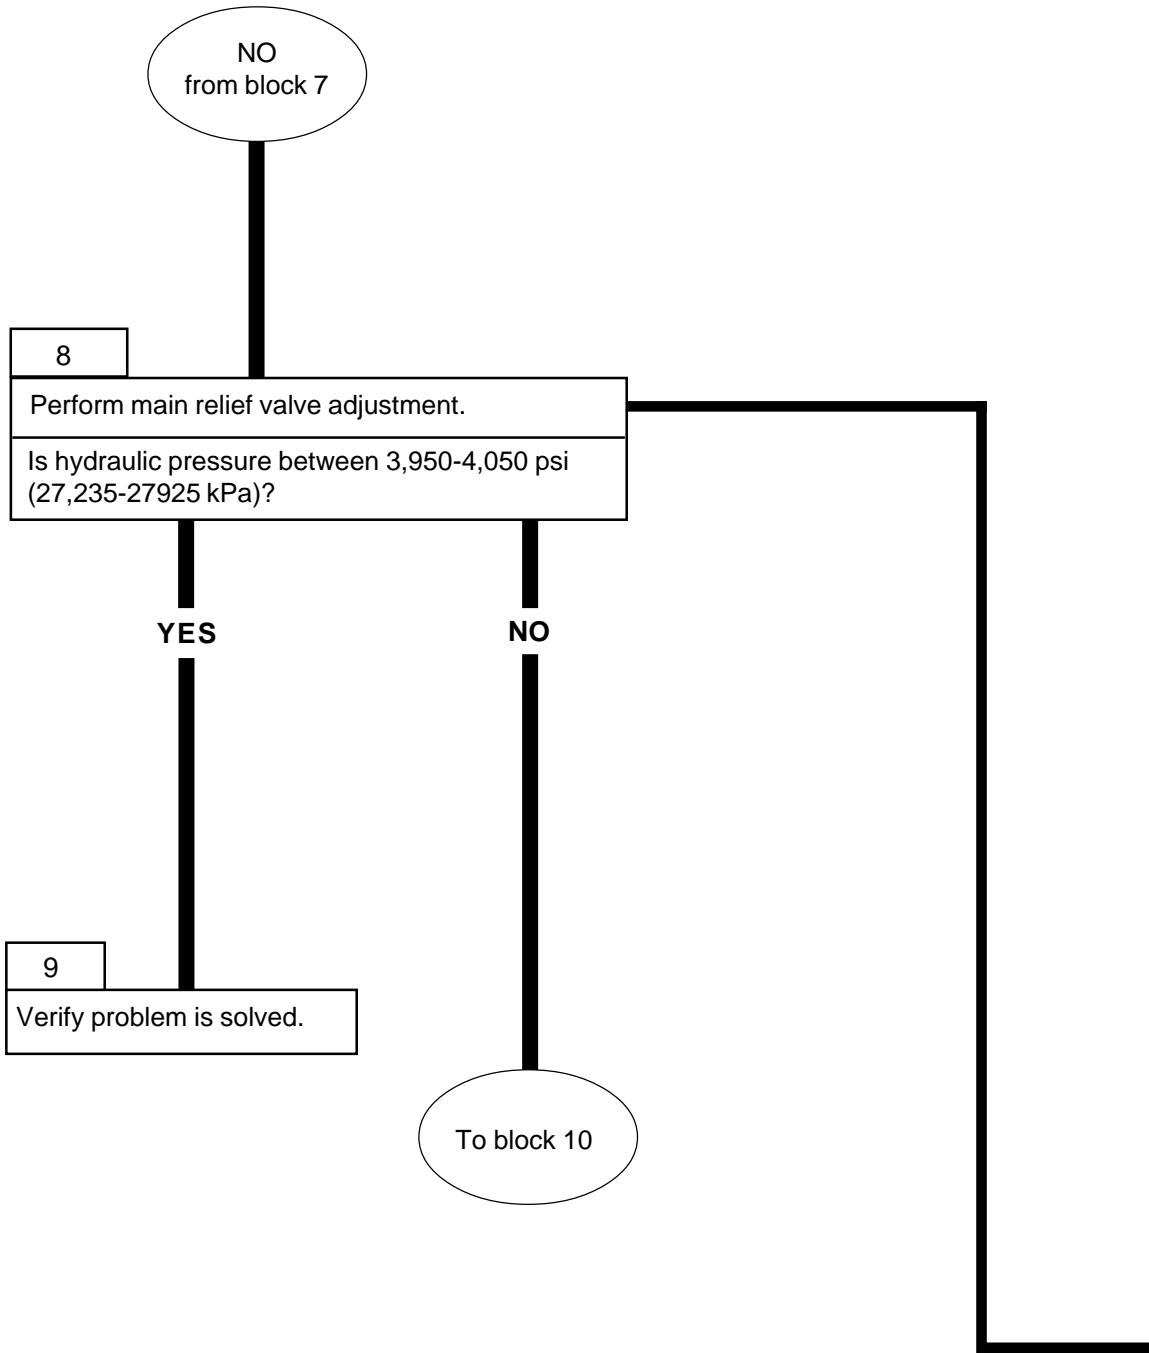 NO
from block 7
8
Perform main relief valve adjustment.
Is hydraulic pressure between 3,950-4,050 psi
(27,235-27925 kPa)?
YES
NO
9
Verify problem is solved.
To block 10